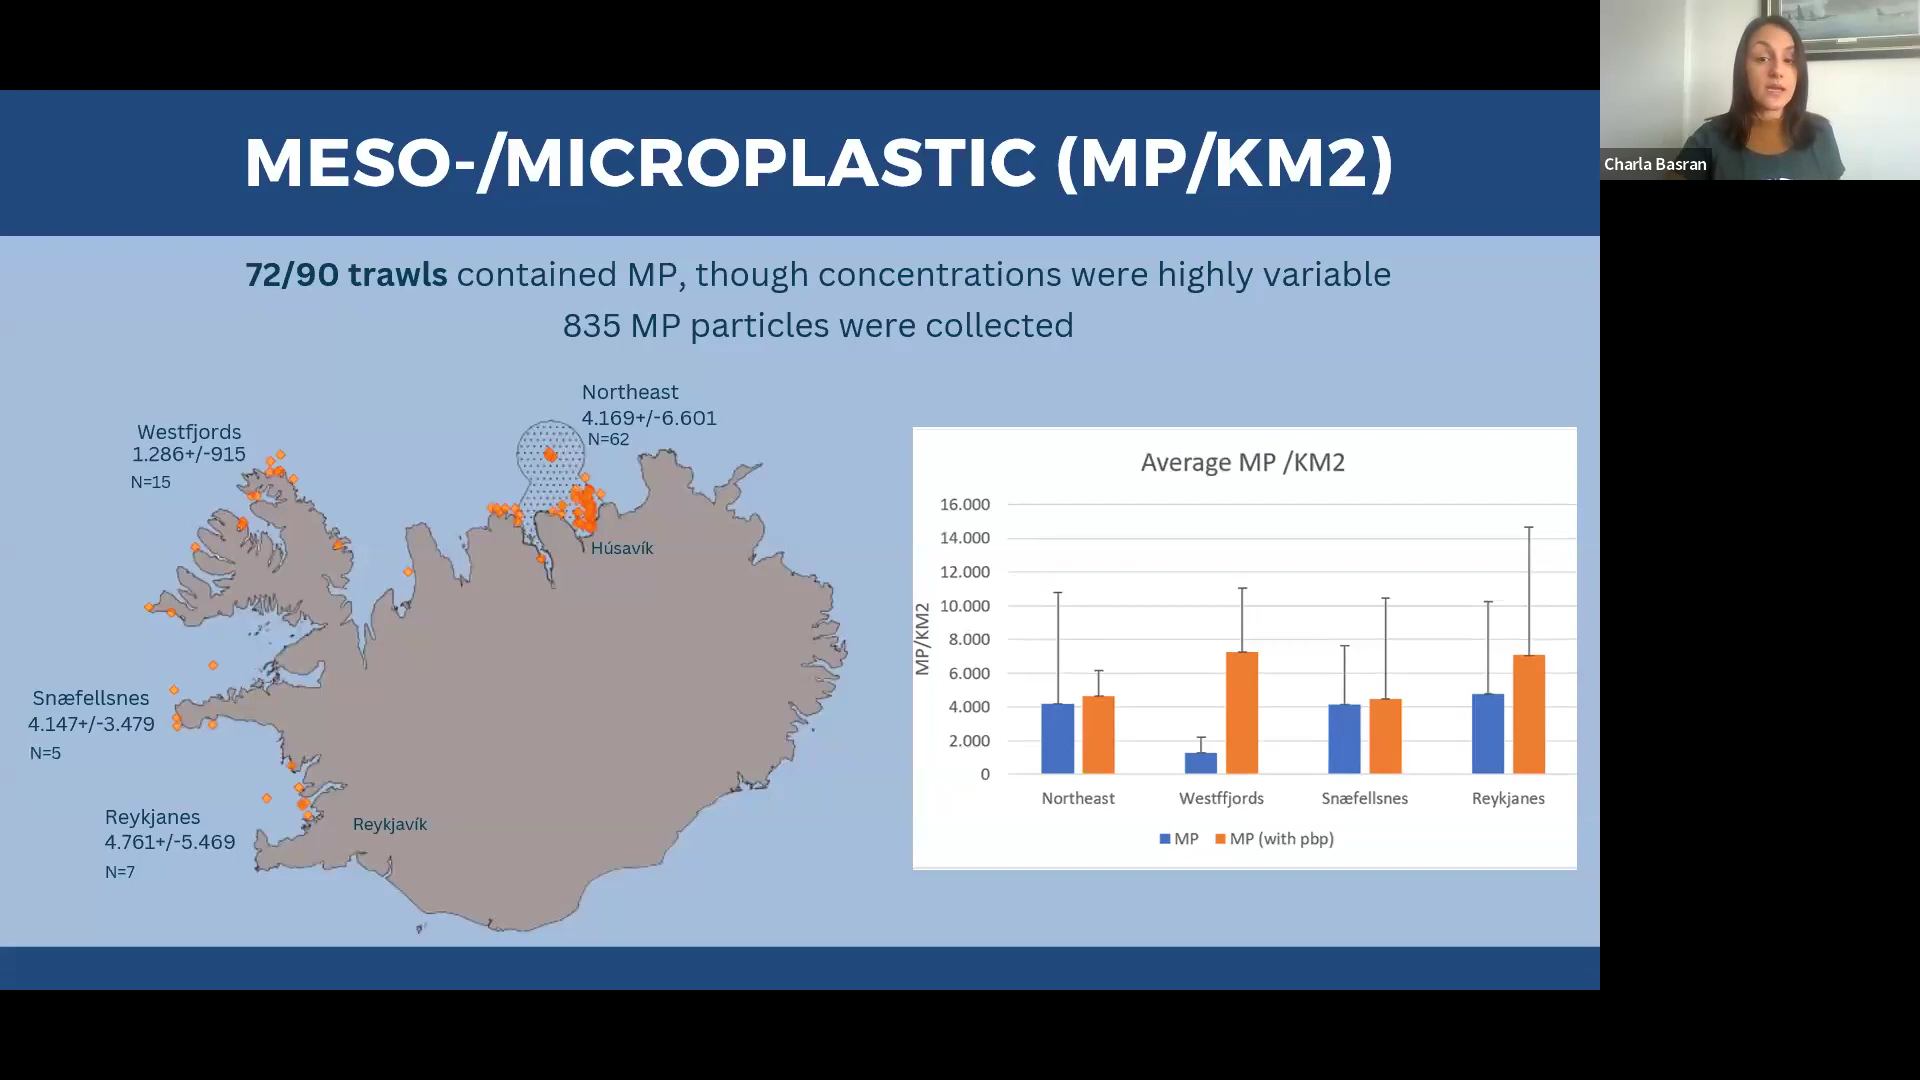 MESO-/MICROPLASTIC (MP/KM2)
72/90 trawls contained MP, though concentrations were highly variable
835 MP particles were collected
Northeast
4.169+/-6.601
N=62
Westfjords
1.286+/-915
N=15
Húsavík
Snæfellsnes
4.147+/-3.479
N=5
Reykjanes
4.761+/-5.469
N=7
Reykjavík
Average MP /KM2
MP/KM2
16.000
14.000
12.000
10.000
8.000
6.000
4.000
2.000
0
Northeast
Westffjords
Snæfellsnes
Reykjanes
MP
MP (with pbp)
Charla Basran